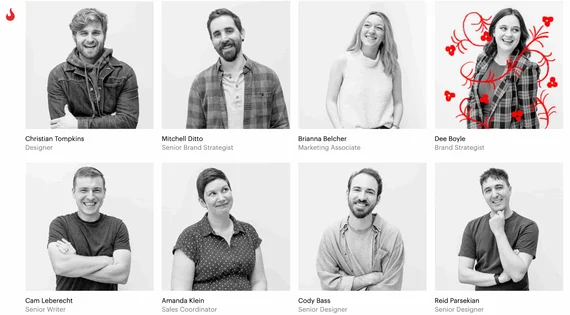 Christian Tompkins
Designer
Mitchell Ditto
Senior Brand Strategist
Brianna Belcher
Marketing Associate
Dee Boyle
Brand Strategist
Cam Leberecht
Senior Writer
Amanda Klein
Sales Coordinator
Cody Bass
Senior Designer
Reid Parsekian
Senior Designer